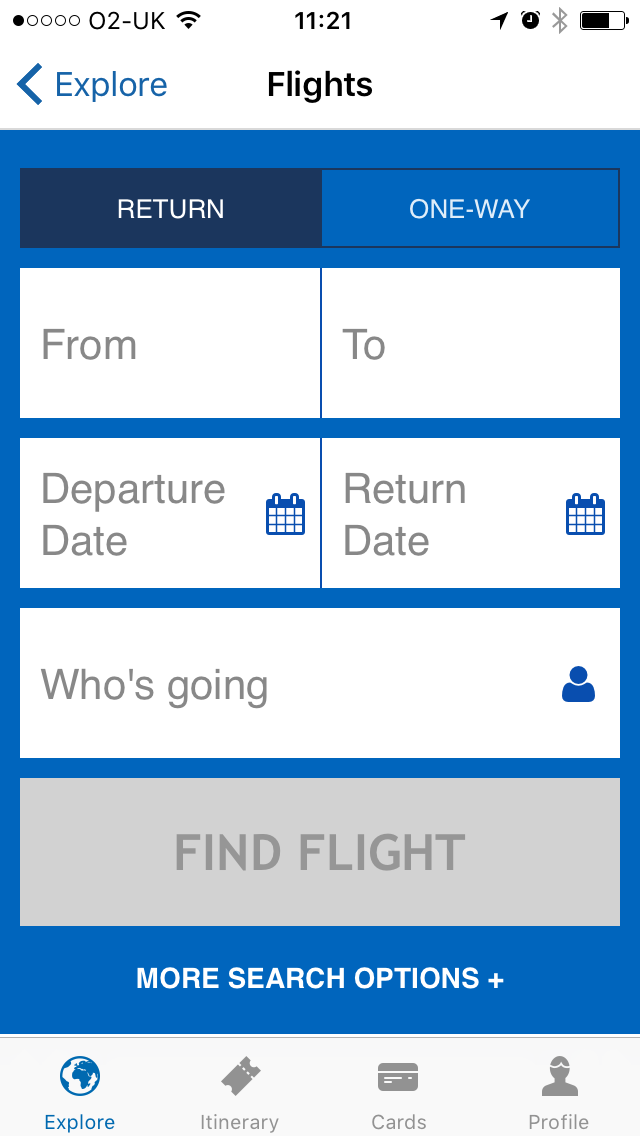 O2-UK 11:21
Explore Flights
RETURN ONE-WAY
From To
Departure Return
Date Date
Who's going
FIND FLIGHT
MORE SEARCH OPTIONS +
Explore Itinerary Cards Profile